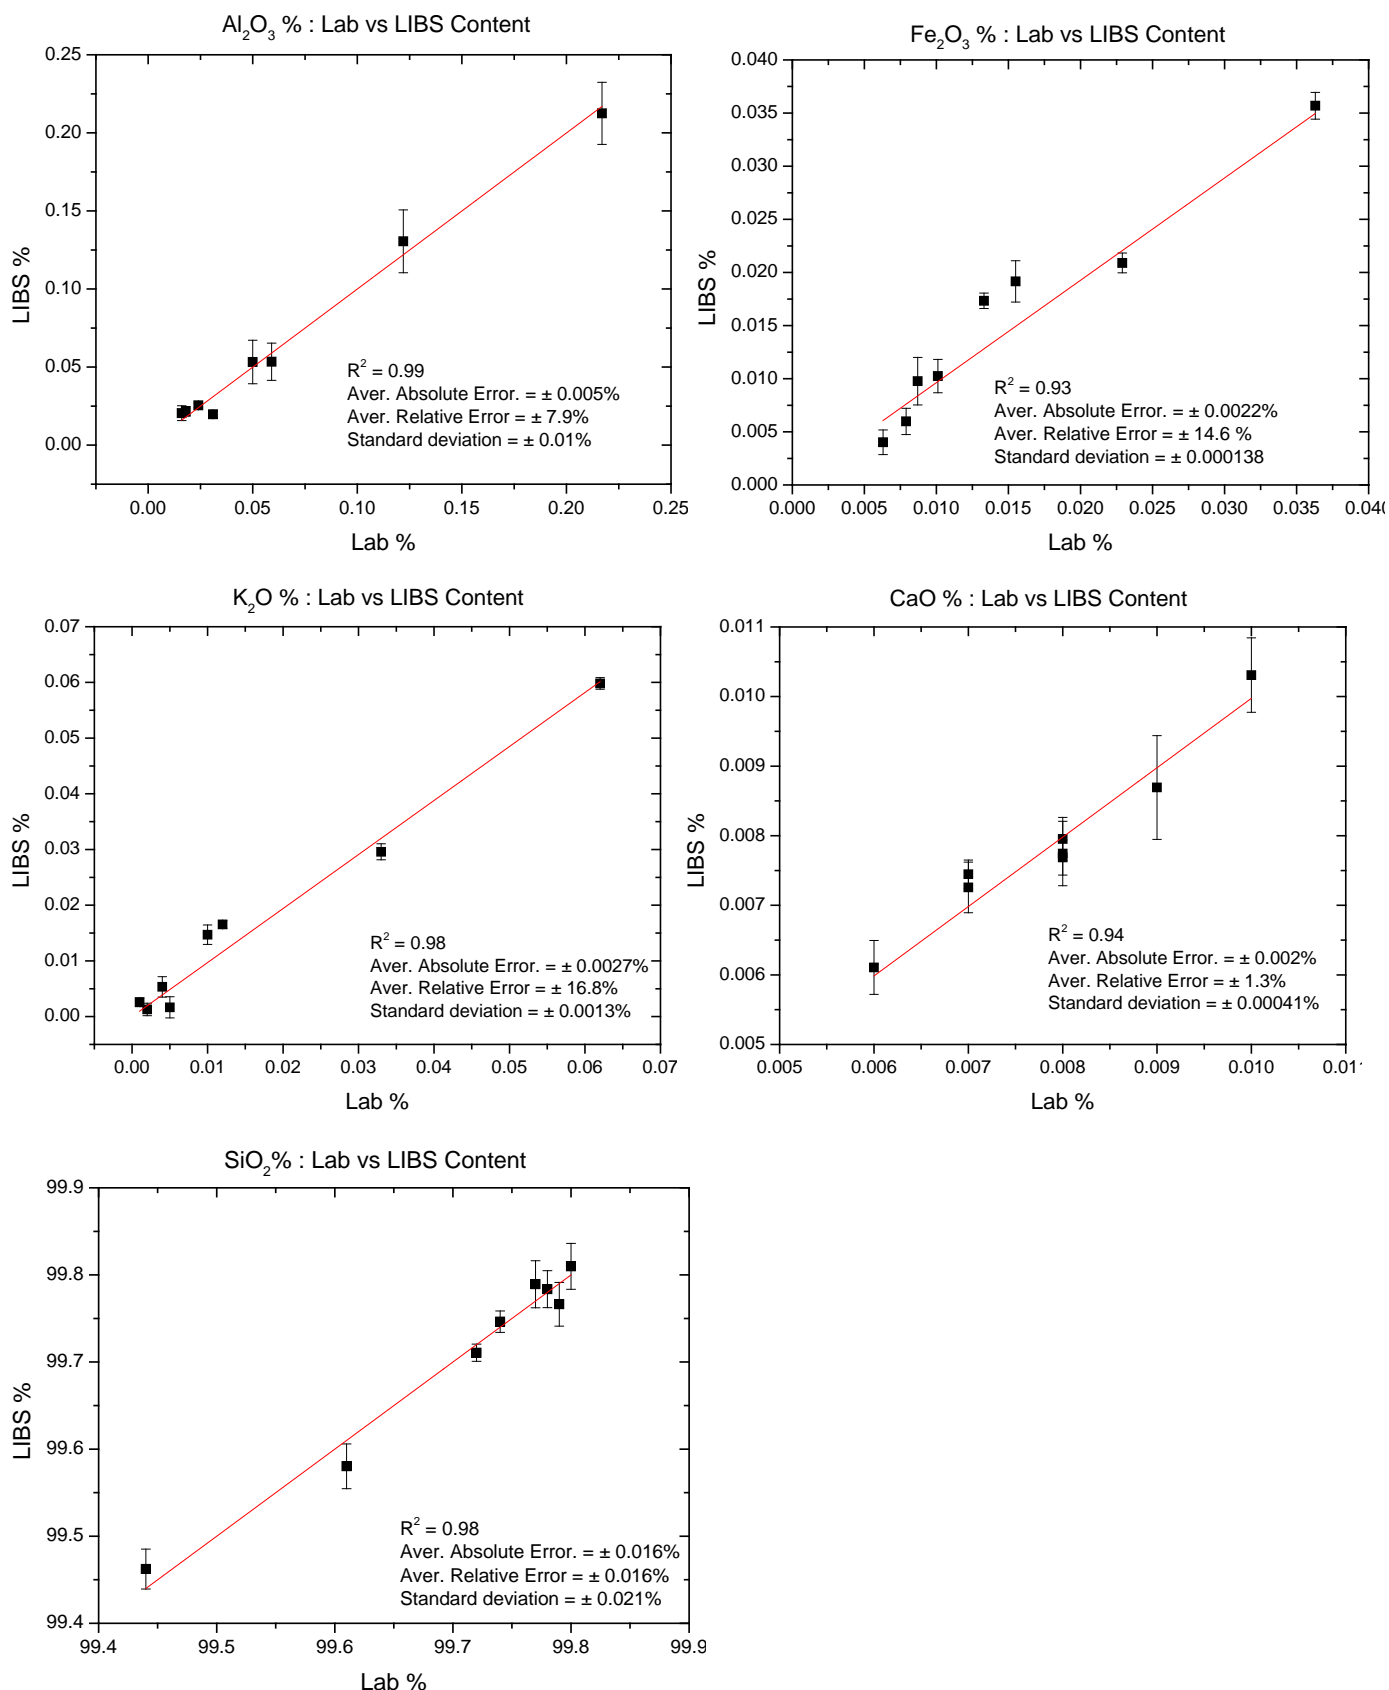 Al2O3 % : Lab vs LIBS Content
0.25
0.20
0.15
0.10
0.05
0.00
LIBS %
R2 = 0.99
Aver. Absolute Error. = ± 0.005%
Aver. Relative Error = ± 7.9%
Standard deviation = ± 0.01%
0.00 0.05 0.10 0.15 0.20 0.25
Lab %
Fe2O3 % : Lab vs LIBS Content
0.040
0.035
0.030
0.025
0.020
0.015
0.010
0.005
0.000
LIBS %
R2 = 0.93
Aver. Absolute Error. = ± 0.0022%
Aver. Relative Error = ± 14.6 %
Standard deviation = ± 0.000138
0.000 0.005 0.010 0.015 0.020 0.025 0.030 0.035 0.040
Lab %
K2O % : Lab vs LIBS Content
0.07
0.06
0.05
0.04
0.03
0.02
0.01
0.00
LIBS %
R2 = 0.98
Aver. Absolute Error. = ± 0.0027%
Aver. Relative Error = ± 16.8%
Standard deviation = ± 0.0013%
0.00 0.01 0.02 0.03 0.04 0.05 0.06 0.07
Lab %
CaO % : Lab vs LIBS Content
0.011
0.010
0.009
0.008
0.007
0.006
0.005
LIBS %
R2 = 0.94
Aver. Absolute Error. = ± 0.002%
Aver. Relative Error = ± 1.3%
Standard deviation = ± 0.00041%
0.005 0.006 0.007 0.008 0.009 0.010 0.011
Lab %
SiO2% : Lab vs LIBS Content
99.9
99.8
99.7
99.6
99.5
99.4
LIBS %
R2 = 0.98
Aver. Absolute Error. = ± 0.016%
Aver. Relative Error = ± 0.016%
Standard deviation = ± 0.021%
99.4 99.5 99.6 99.7 99.8 99.9
Lab %